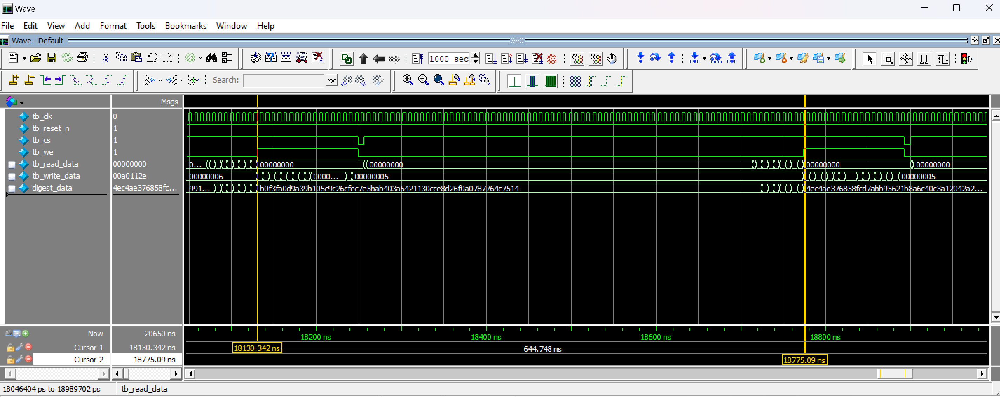 Wave
File Edit View Add Format Tools Bookmarks Window Help
Wave - Default
1000 sec
Search:
Msgs
tb_clk 0
tb_reset_n 1
tb_cs 1
tb_we 1
tb_read_data 00000000 0... 00000000 00000000 00000000 00000000
tb_write_data 00a0112e 00000006 0000... 00000005 00000005
digest_data 4ec4ae376858fc... 991... b0f3fa0d9a39b105c9c26cfec7e5bab403a5421130cce8d26f0a0787764c7514 4ec4ae376858fcd7abb95621b8a6c40c3a12042a2...
Now 20650 ns 18200 ns 18400 ns 18600 ns 18800 ns
Cursor 1 18130.342 ns 18130.342 ns 644.748 ns
Cursor 2 18775.09 ns 18775.09 ns
18046404 ps to 18989702 ps tb_read_data